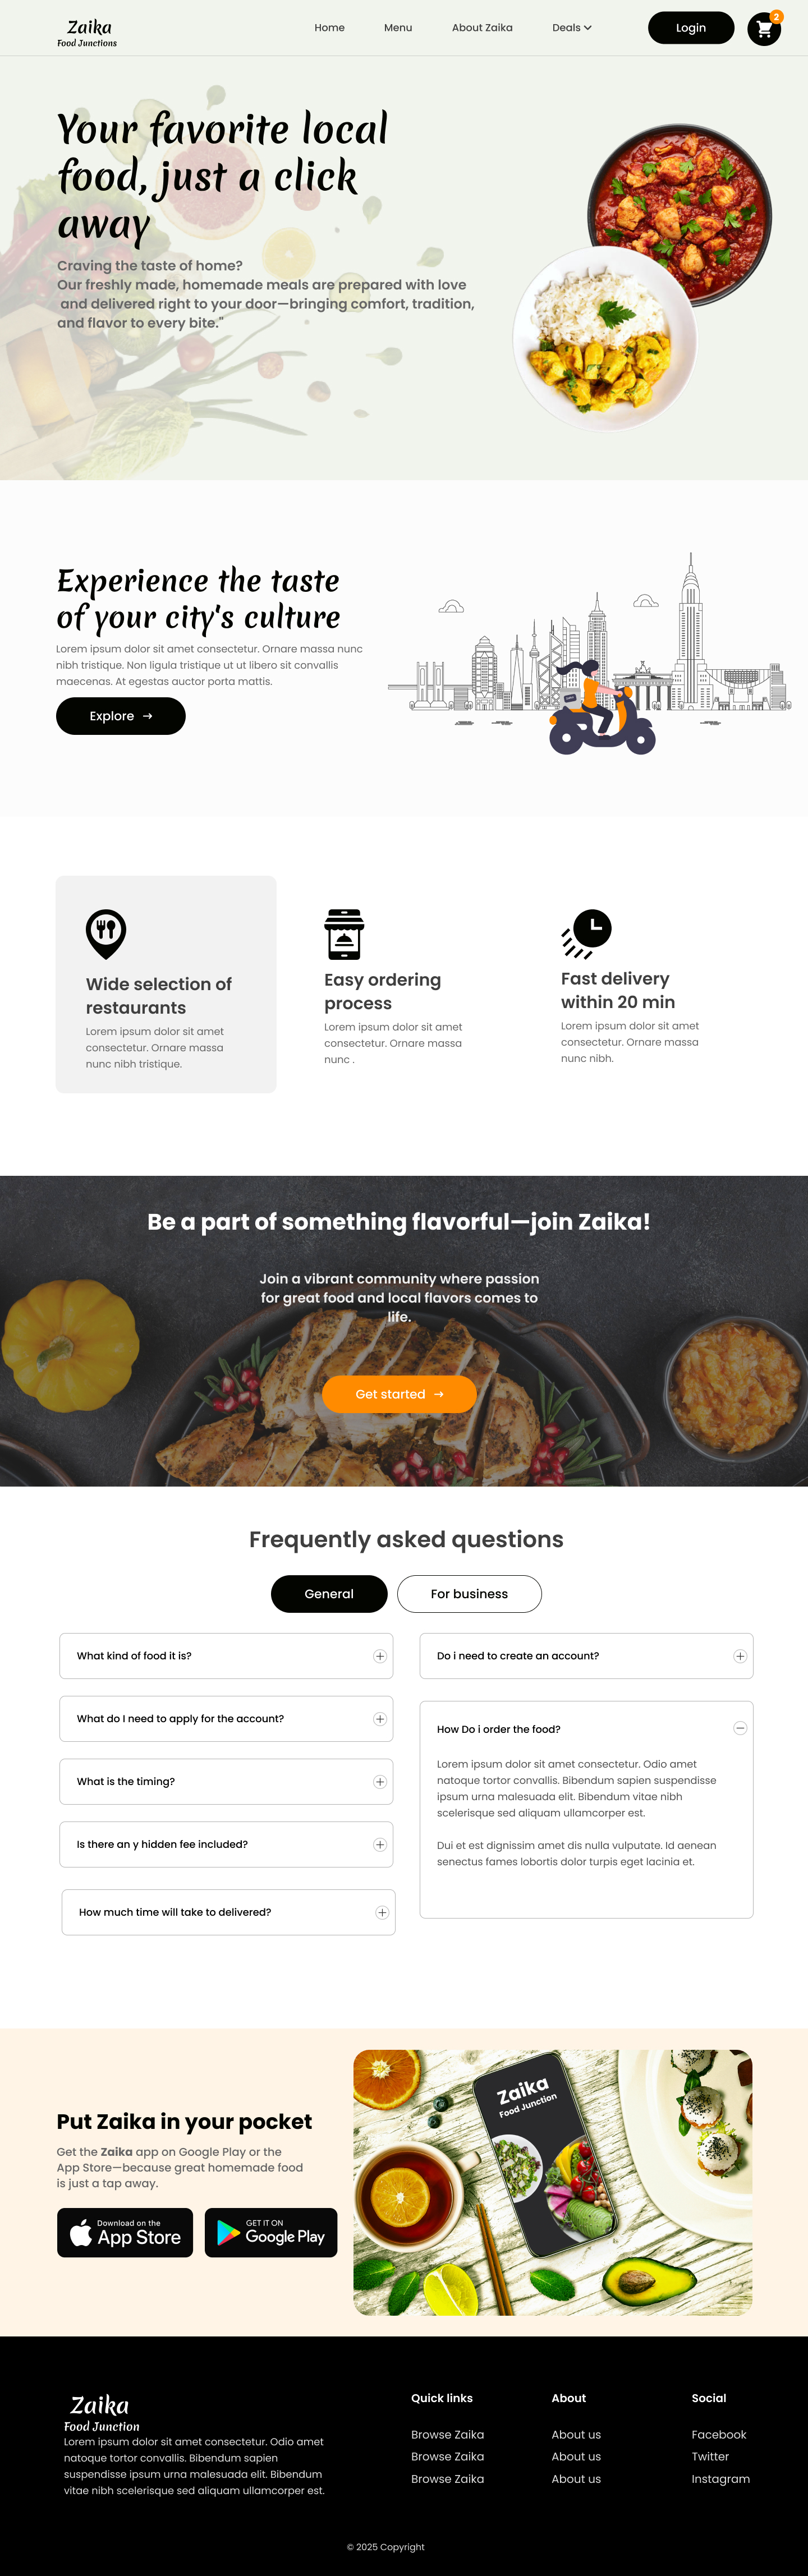 Zaika
Food Junctions
Home
Menu
About Zaika
Deals
Login
2
Your favorite local
food, just a click
away
Craving the taste of home?
Our freshly made, homemade meals are prepared with love
and delivered right to your door—bringing comfort, tradition,
and flavor to every bite."
Experience the taste
of your city's culture
Lorem ipsum dolor sit amet consectetur. Ornare massa nunc
nibh tristique. Non ligula tristique ut ut libero sit convallis
maecenas. At egestas auctor porta mattis.
Explore →
Wide selection of
restaurants
Lorem ipsum dolor sit amet
consectetur. Ornare massa
nunc nibh tristique.
Easy ordering
process
Lorem ipsum dolor sit amet
consectetur. Ornare massa
nunc .
Fast delivery
within 20 min
Lorem ipsum dolor sit amet
consectetur. Ornare massa
nunc nibh.
Be a part of something flavorful—join Zaika!
Join a vibrant community where passion
for great food and local flavors comes to
life.
Get started →
Frequently asked questions
General
For business
What kind of food it is?
What do I need to apply for the account?
What is the timing?
Is there an y hidden fee included?
How much time will take to delivered?
Do i need to create an account?
How Do i order the food?
Lorem ipsum dolor sit amet consectetur. Odio amet
natoque tortor convallis. Bibendum sapien suspendisse
ipsum urna malesuada elit. Bibendum vitae nibh
scelerisque sed aliquam ullamcorper est.
Dui et est dignissim amet dis nulla vulputate. Id aenean
senectus fames lobortis dolor turpis eget lacinia et.
Put Zaika in your pocket
Get the Zaika app on Google Play or the
App Store—because great homemade food
is just a tap away.
Download on the
App Store
GET IT ON
Google Play
Zaika
Food Junction
Zaika
Food Junction
Lorem ipsum dolor sit amet consectetur. Odio amet
natoque tortor convallis. Bibendum sapien
suspendisse ipsum urna malesuada elit. Bibendum
vitae nibh scelerisque sed aliquam ullamcorper est.
Quick links
Browse Zaika
Browse Zaika
Browse Zaika
About
About us
About us
About us
Social
Facebook
Twitter
Instagram
© 2025 Copyright